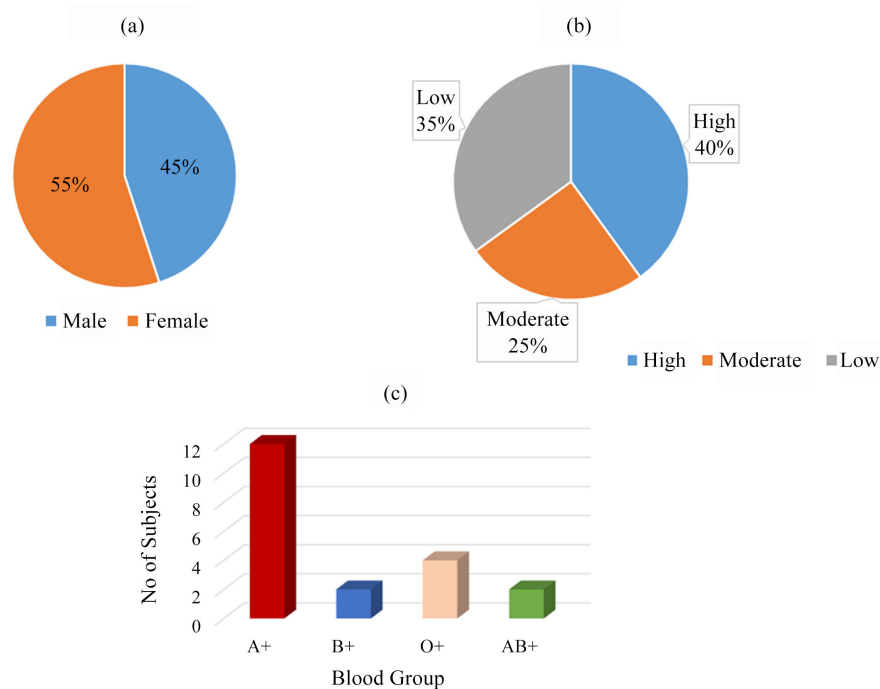 (a)
45%
55%
Male Female
(b)
Low
35%
High
40%
Moderate
25%
High Moderate Low
(c)
12
10
8
6
4
2
0
No of Subjects
A+ B+ O+ AB+
Blood Group